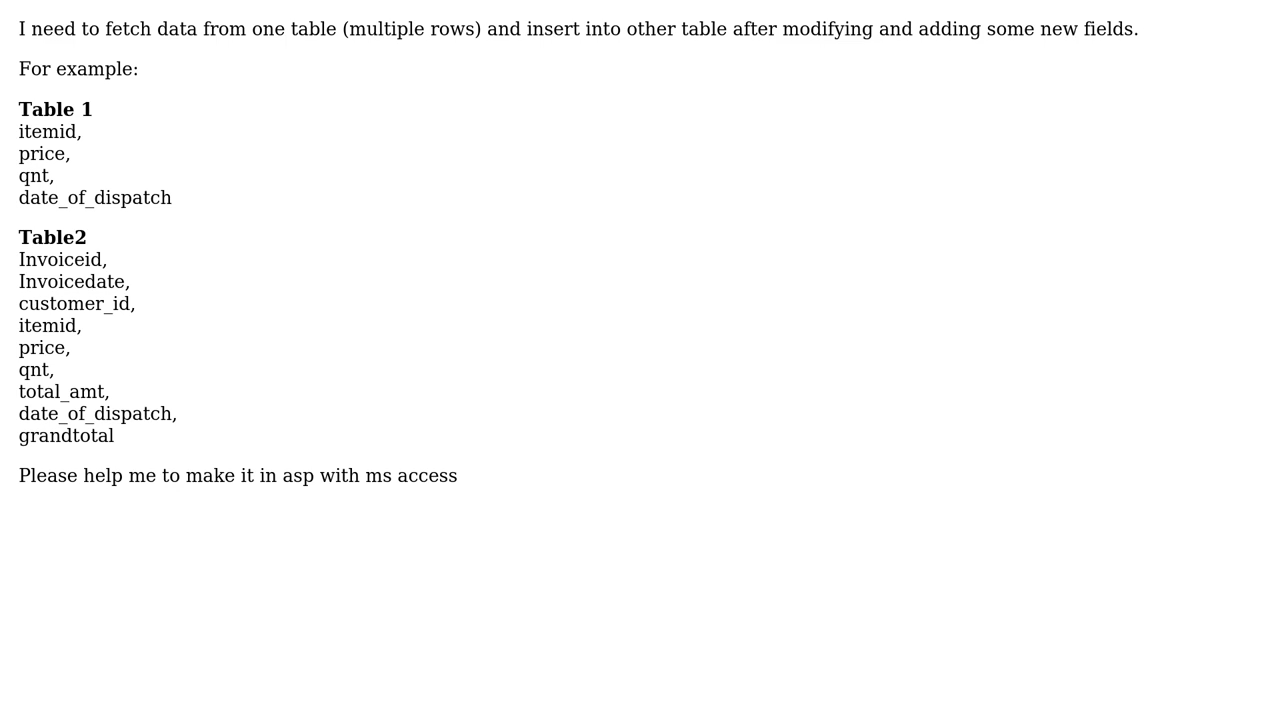 I need to fetch data from one table (multiple rows) and insert into other table after modifying and adding some new fields.
For example:
Table 1
itemid,
price,
qnt,
date_of_dispatch
Table2
Invoiceid,
Invoicedate,
customer_id,
itemid,
price,
qnt,
total_amt,
date_of_dispatch,
grandtotal
Please help me to make it in asp with ms access